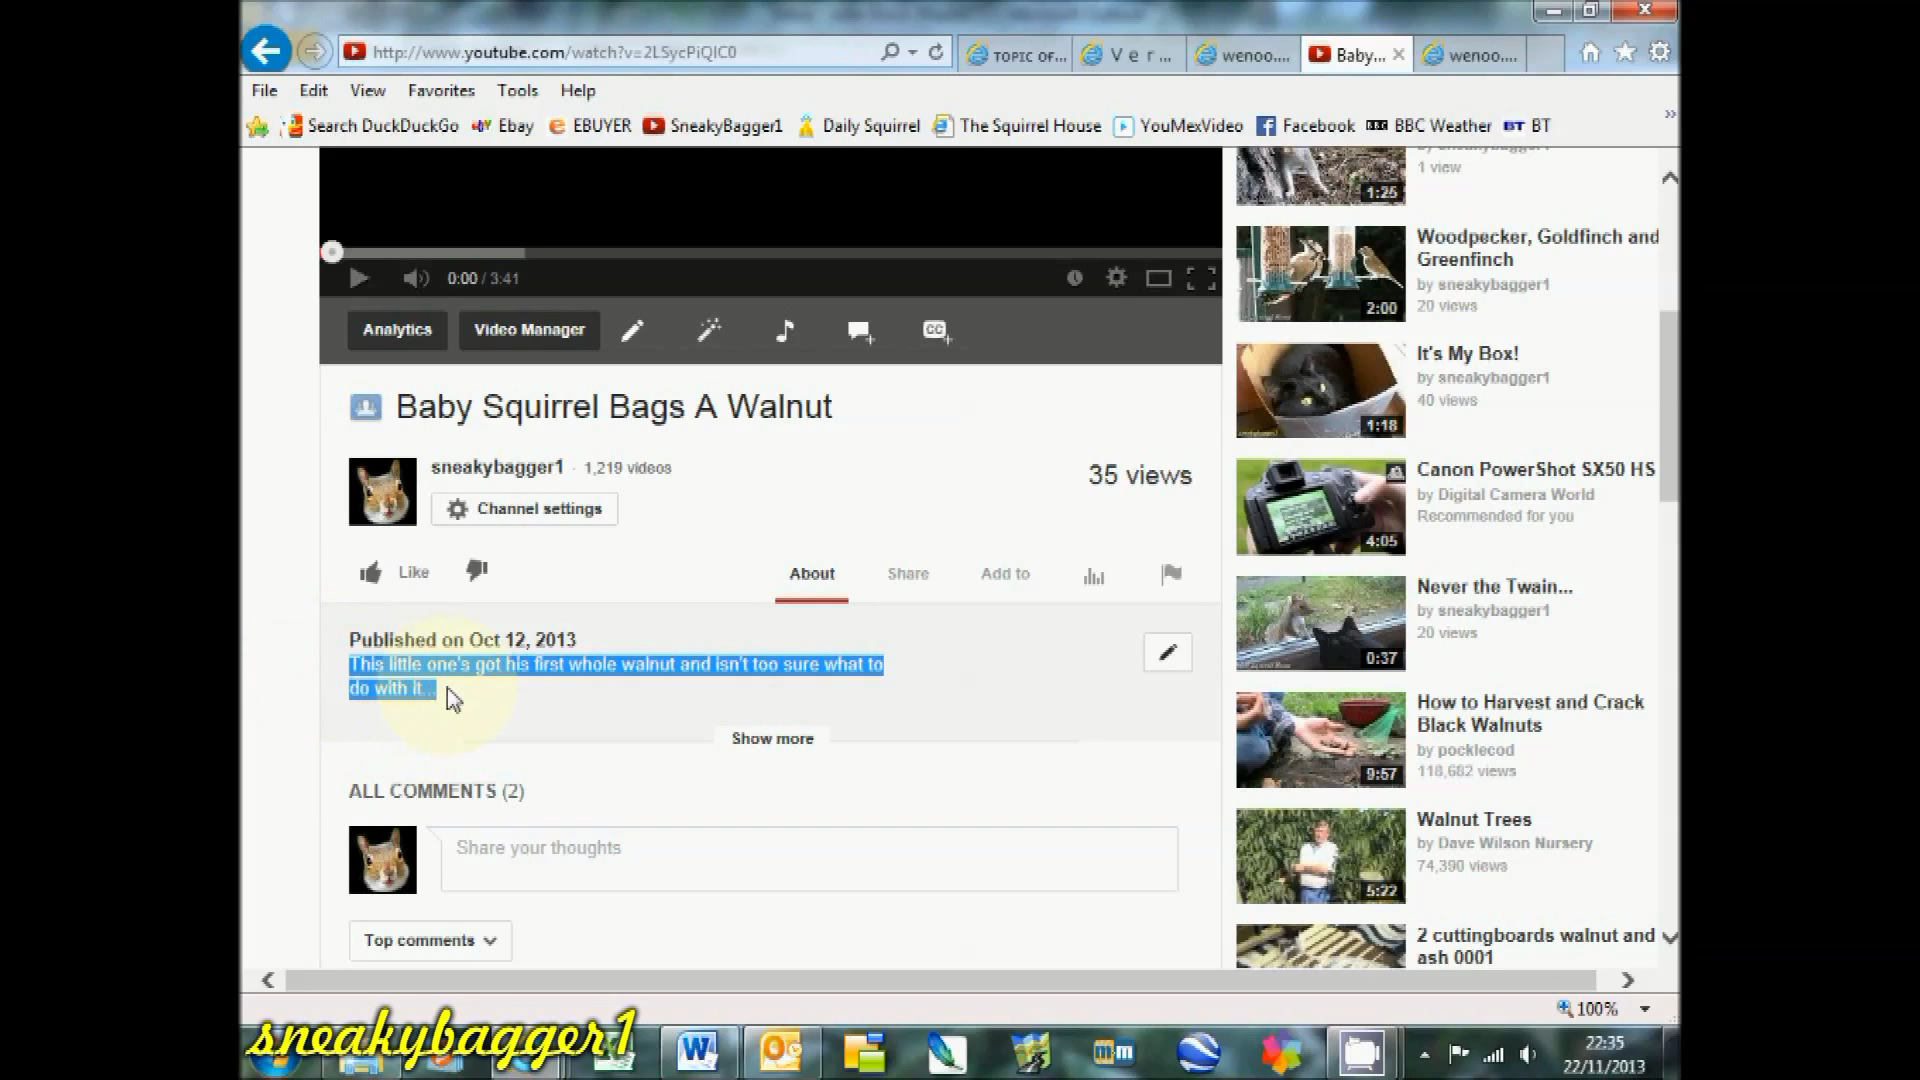 http://www.youtube.com/watch?v=2LSycPiQIC0
TOPIC OF...
V e r ...
wenoo....
Baby...
wenoo....
File Edit View Favorites Tools Help
Search DuckDuckGo Ebay EBUYER SneakyBagger1 Daily Squirrel The Squirrel House YouMexVideo Facebook BBC Weather BT BT
0:00 / 3:41
Analytics Video Manager
CC
Baby Squirrel Bags A Walnut
sneakybagger1 · 1,219 videos
35 views
Channel settings
Like
About Share Add to
Published on Oct 12, 2013
This little one's got his first whole walnut and isn't too sure what to
do with it...
Show more
ALL COMMENTS (2)
Share your thoughts
Top comments
by sneakybagger1
1 view
1:25
Woodpecker, Goldfinch and
Greenfinch
by sneakybagger1
20 views
2:00
It's My Box!
by sneakybagger1
40 views
1:18
Canon PowerShot SX50 HS
by Digital Camera World
Recommended for you
4:05
Never the Twain...
by sneakybagger1
20 views
0:37
How to Harvest and Crack
Black Walnuts
by pocklecod
118,682 views
9:57
Walnut Trees
by Dave Wilson Nursery
74,390 views
5:22
2 cuttingboards walnut and
ash 0001
100%
sneakybagger1
22:35
22/11/2013